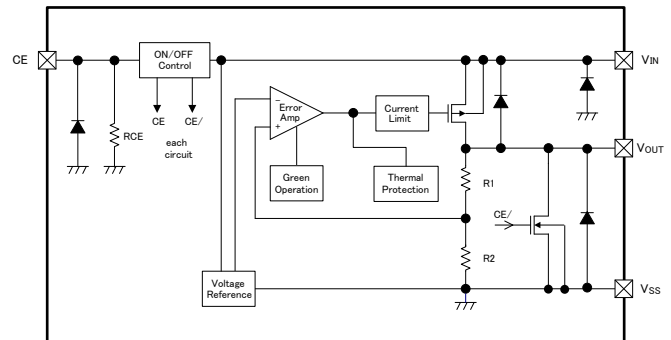 CE
ON/OFF
Control
VIN
CE
CE/
each
circuit
RCE
−
Error
Amp
+
Current
Limit
Green
Operation
Thermal
Protection
VOUT
R1
CE/
R2
Voltage
Reference
VSS